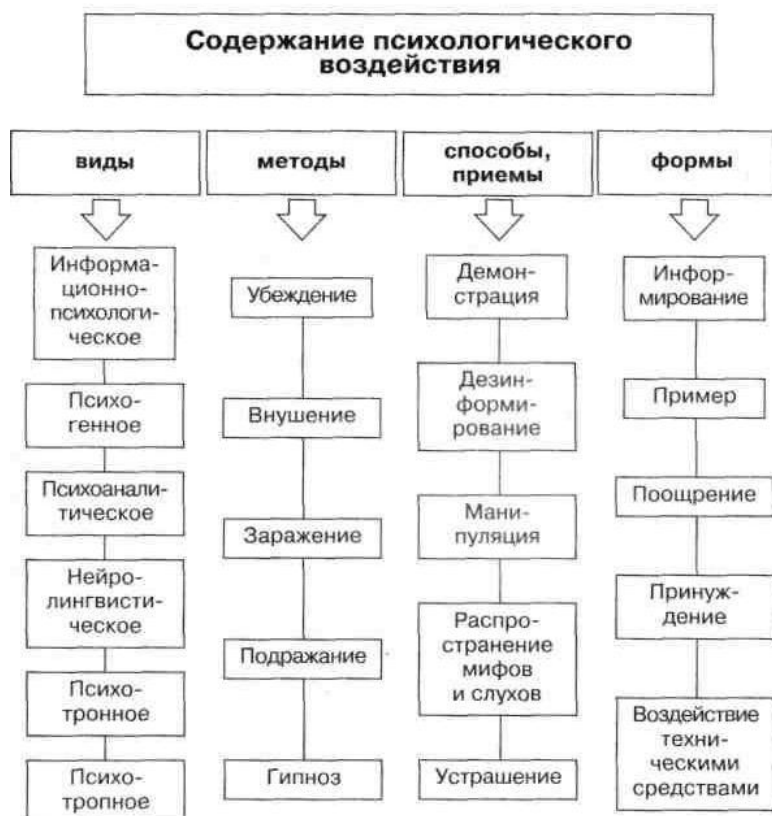 Содержание психологического
воздействия
виды
методы
способы,
приемы
формы
Информа-
ционно-
психологи-
ческое
Психо-
генное
Психоанали-
тическое
Нейро-
лингвисти-
ческое
Психо-
тронное
Психо-
тропное
Убеждение
Внушение
Заражение
Подражание
Гипноз
Демон-
страция
Дезин-
формиро-
рование
Мани-
пуляция
Распро-
странение
мифов
и слухов
Устрашение
Инфор-
мирование
Пример
Поощрение
Принуж-
дение
Воздействие
техни-
ческими
средствами